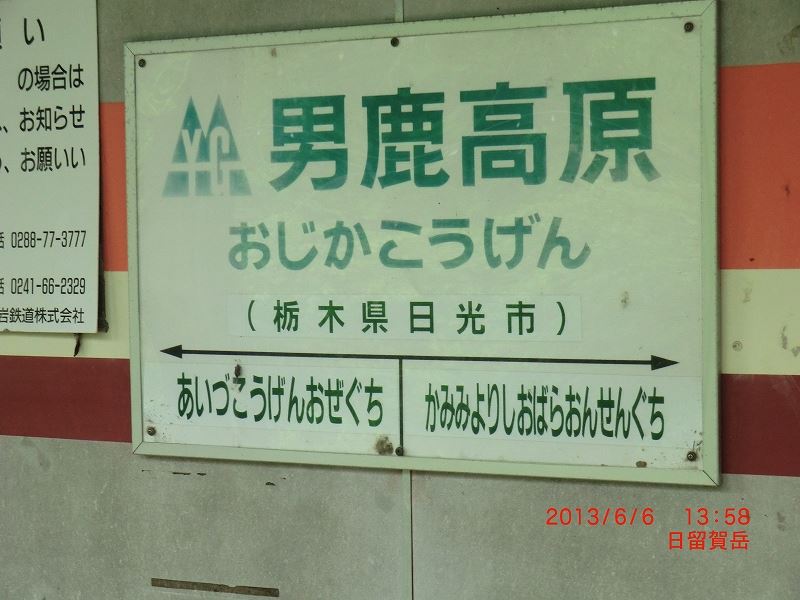 い
の場合は
、お知らせ
、お願いい
話 0288-77-3777
話 0241-66-2329
岩鉄道株式会社
YG 男鹿高原
おじかこうげん
(栃木県日光市)
あいづこうげんおぜぐち
かみみよりしおばらおんせんぐち
2013/6/6 13:58
日留賀岳